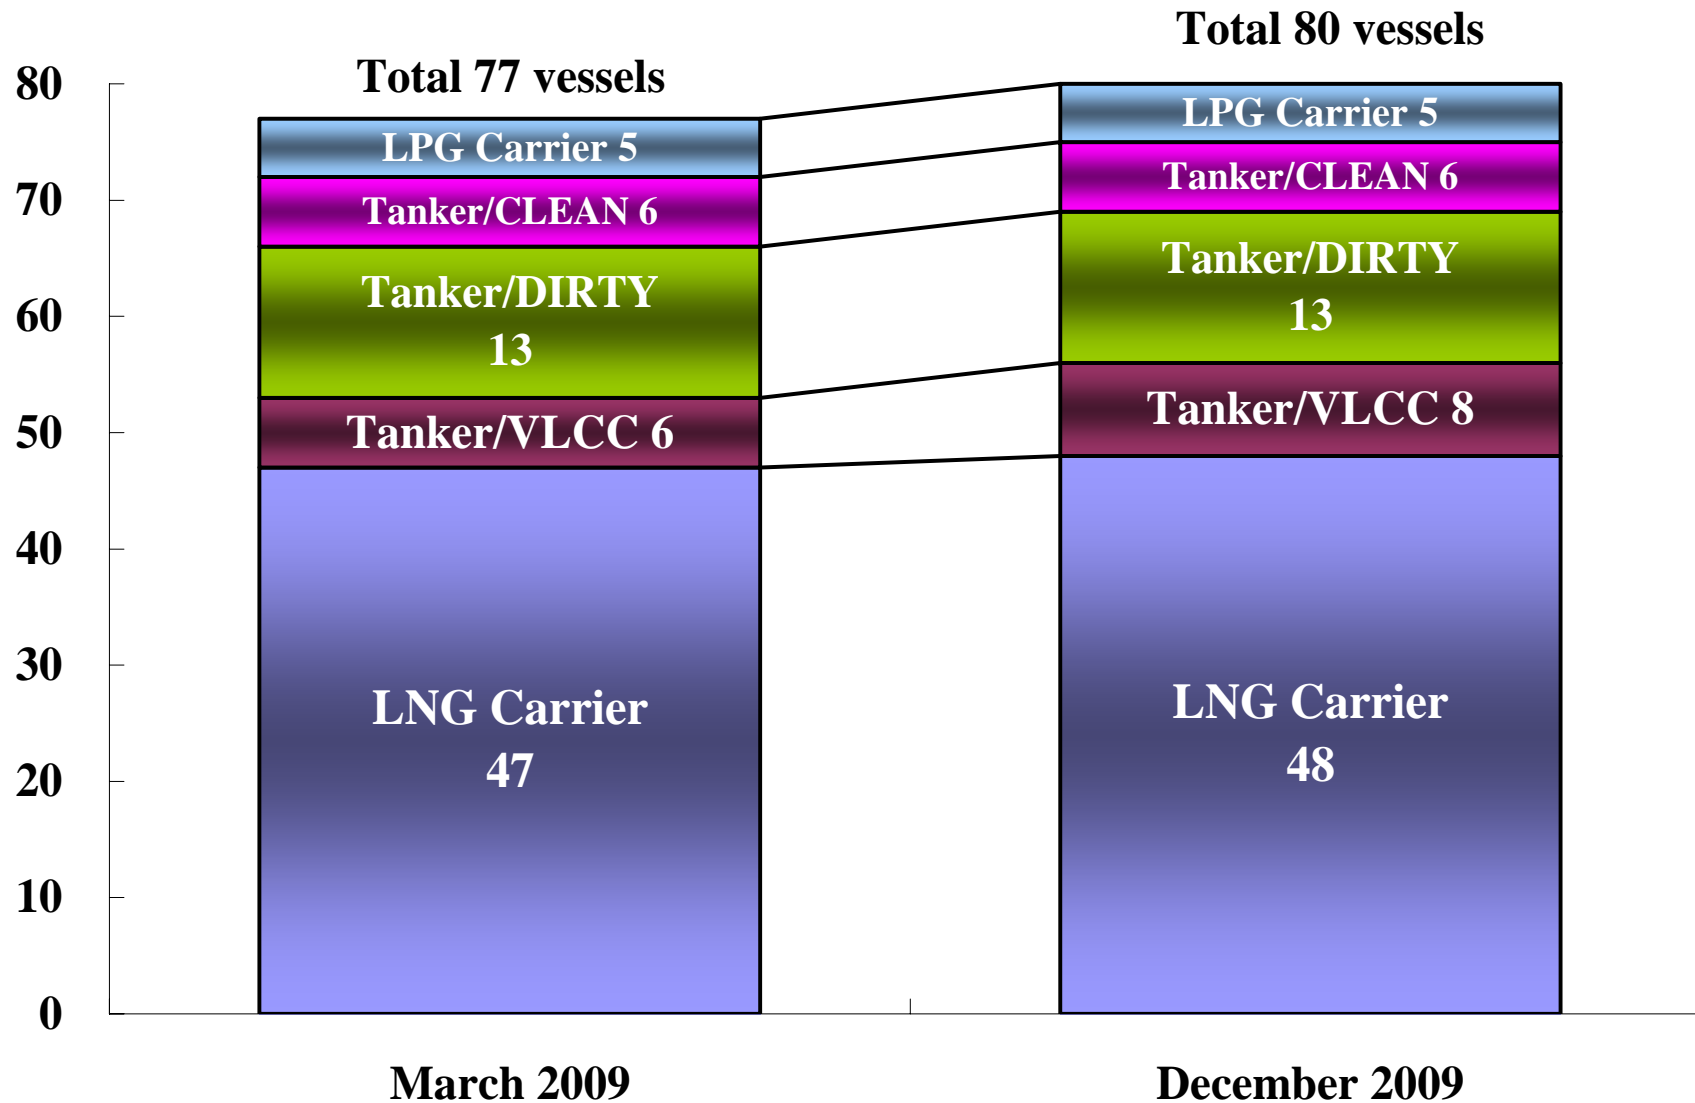 Total 80 vessels
Total 77 vessels
80
70
60
50
40
30
20
10
0
LPG Carrier 5
Tanker/CLEAN 6
Tanker/DIRTY
13
Tanker/VLCC 6
LNG Carrier
47
LPG Carrier 5
Tanker/CLEAN 6
Tanker/DIRTY
13
Tanker/VLCC 8
LNG Carrier
48
March 2009
December 2009